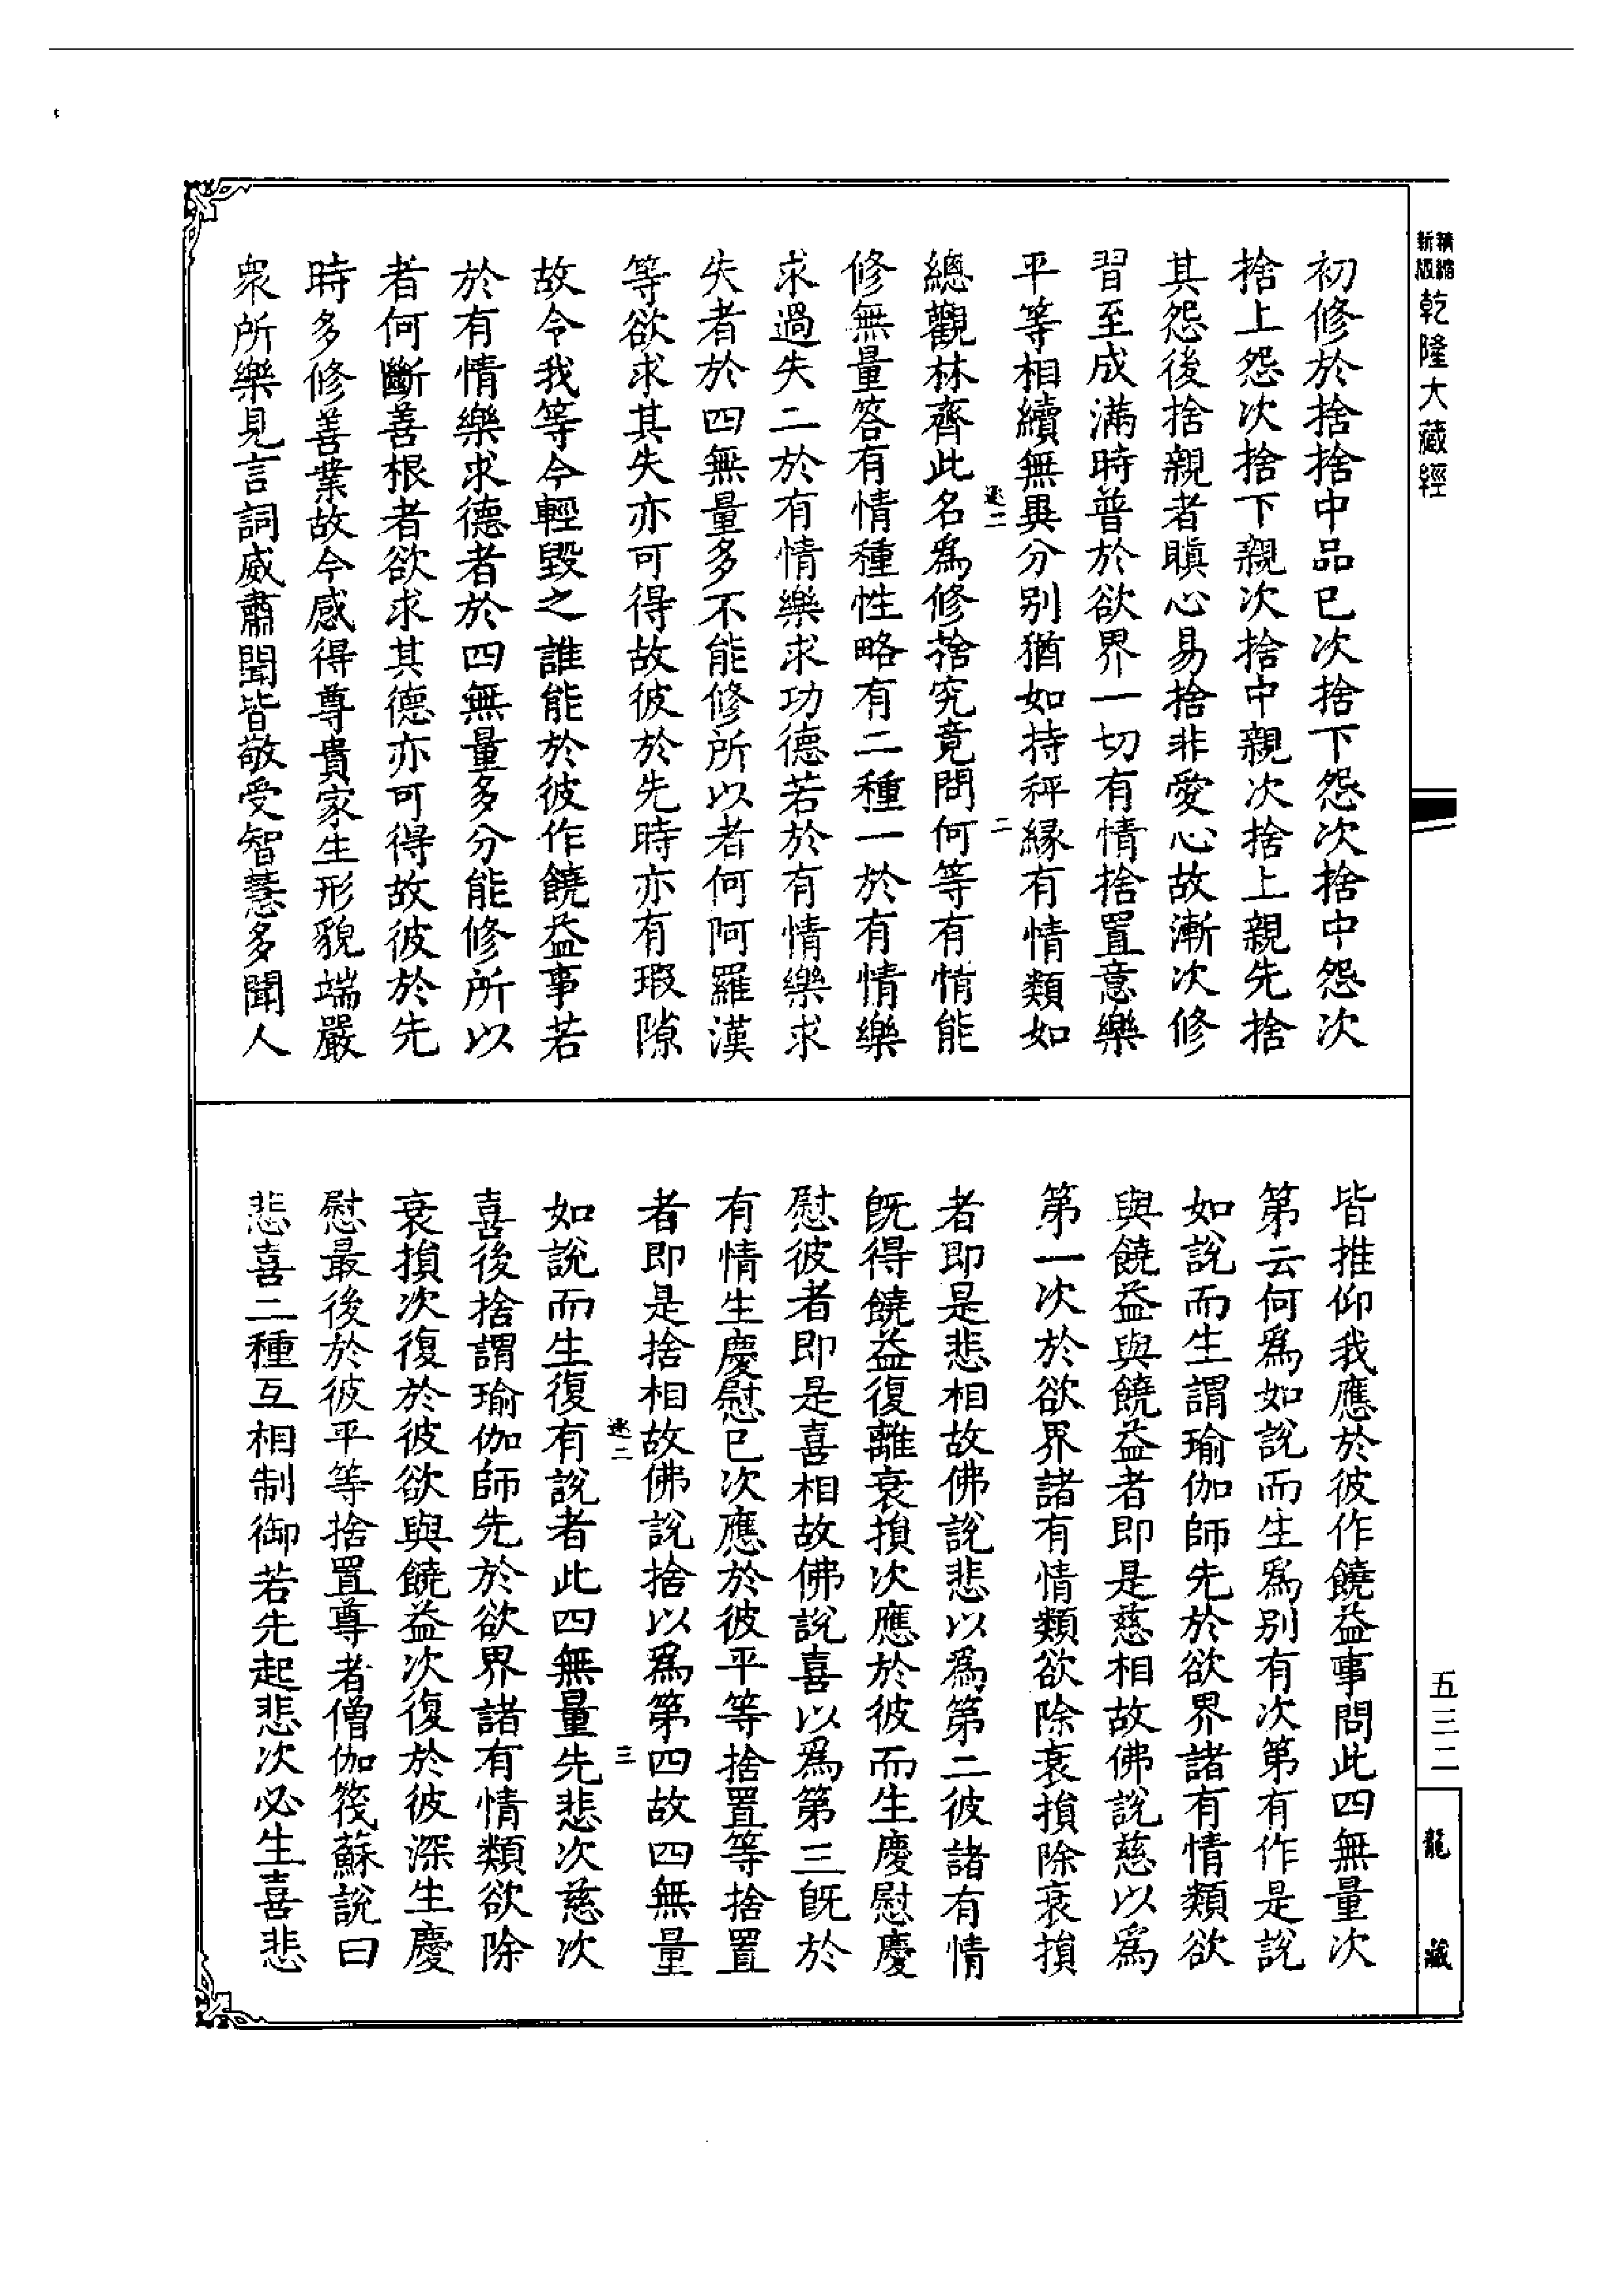 精縮
新版
乾隆大藏經
初修於捨捨中品已次捨下怨次捨中怨次
捨上怨次捨下親次捨中親次捨上親先捨
其怨後捨親者瞋心易捨非愛心故漸次修
習至成滿時普於欲界一切有情捨置意樂
平等相續無異分别猶如持秤緣有情類如
二
總觀林齊此名爲修捨究竟問何等有情能
修無量答有情種性略有二種一於有情樂
求過失二於有情樂求功德若於有情樂求
失者於四無量多不能修所以者何阿羅漢
等欲求其失亦可得故彼於先時亦有瑕隙
故令我等今輕毀之誰能於彼作饒益事若
於有情樂求德者於四無量多分能修所以
者何斷善根者欲求其德亦可得故彼於先
時多修善業故今感得尊貴家生形貌端嚴
衆所樂見言詞威肅聞皆敬受智慧多聞人
皆推仰我應於彼作饒益事問此四無量次
第云何爲如說而生爲别有次第有作是說
如說而生謂瑜伽師先於欲界諸有情類欲
與饒益與饒益者即是慈相故佛說慈以爲
第一次於欲界諸有情類欲除衰損除衰損
者即是悲相故佛說悲以爲第二彼諸有情
旣得饒益復離衰損次應於彼而生慶慰慶
慰彼者即是喜相故佛說喜以爲第三旣於
有情生慶慰已次應於彼平等捨置等捨置
者即是捨相故佛說捨以爲第四故四無量
三
如說而生復有說者此四無量先悲次慈次
喜後捨謂瑜伽師先於欲界諸有情類欲除
衰損次復於彼欲與饒益次復於彼深生慶
慰最後於彼平等捨置尊者僧伽筏蘇說曰
悲喜二種互相制御若先起悲次必生喜悲
五三二
龍藏